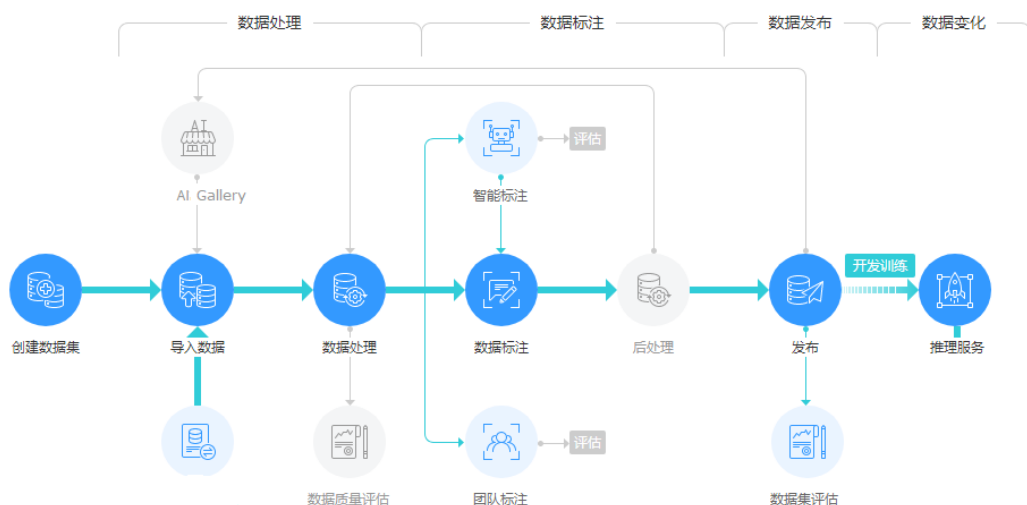 数据处理
数据标注
数据发布
数据变化
AI
评估
AI Gallery
智能标注
开发训练
创建数据集
导入数据
数据处理
数据标注
后处理
发布
推理服务
评估
数据质量评估
团队标注
数据集评估